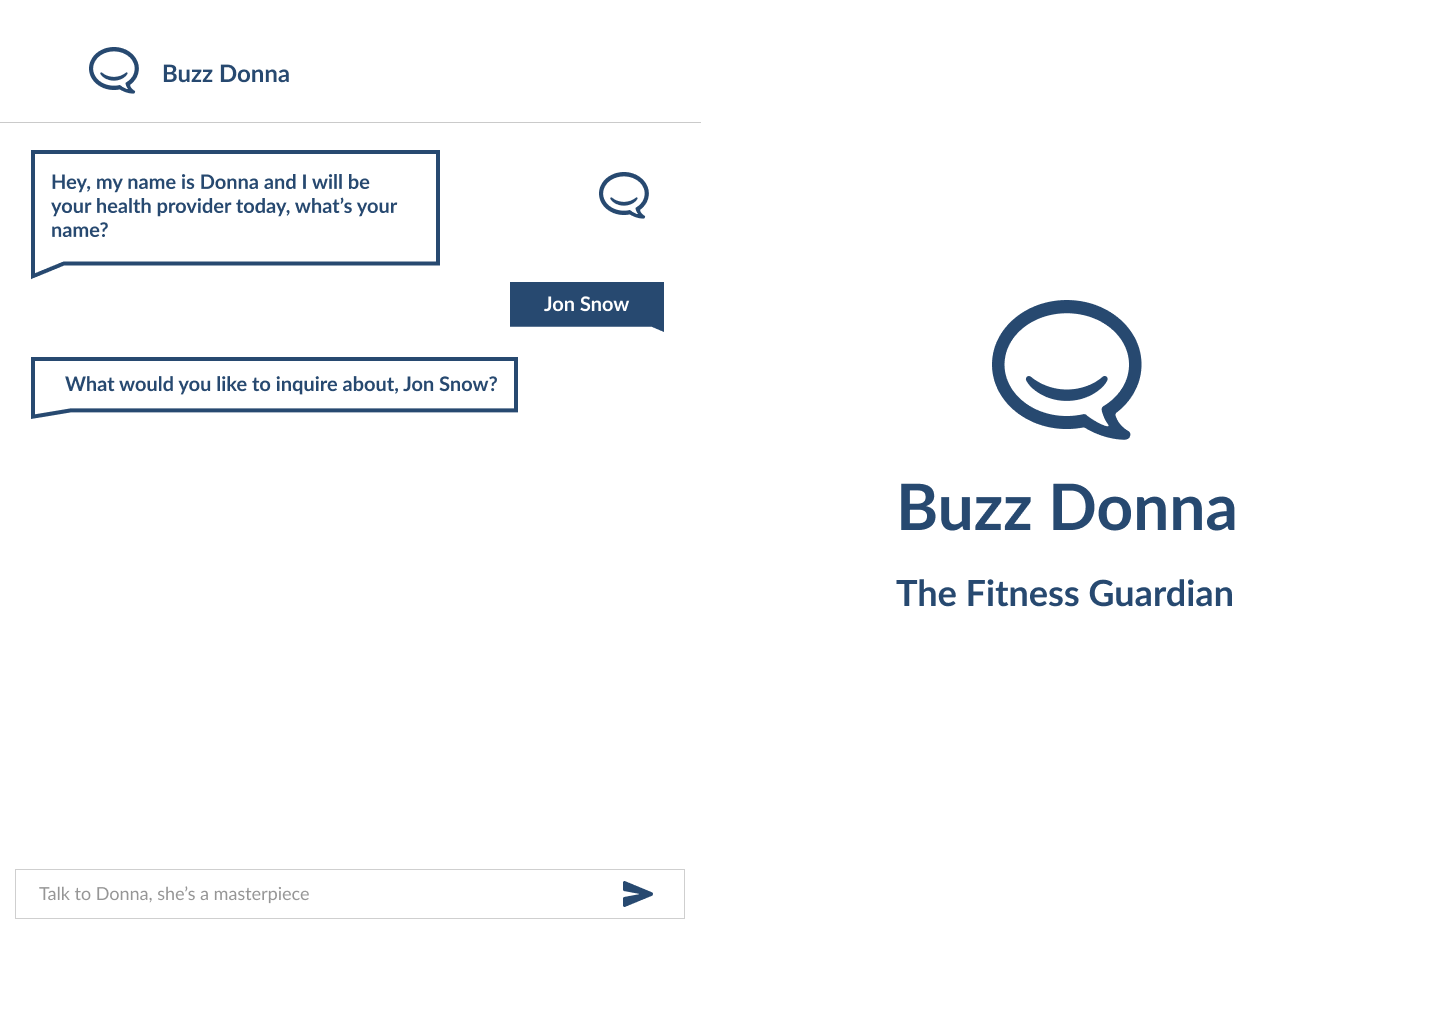 Buzz Donna
Hey, my name is Donna and I will be
your health provider today, what’s your
name?
Jon Snow
What would you like to inquire about, Jon Snow?
Talk to Donna, she’s a masterpiece
Buzz Donna
The Fitness Guardian